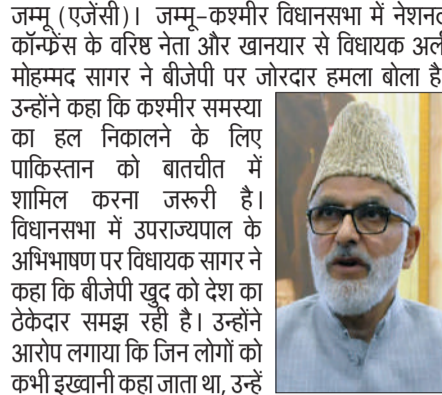 जम्मू (एजेंसी)। जम्मू-कश्मीर विधानसभा में नेशनल
कॉन्फ्रेंस के वरिष्ठ नेता और खानयार से विधायक अली
मोहम्मद सागर ने बीजेपी पर जोरदार हमला बोला है
उन्होंने कहा कि कश्मीर समस्या
का हल निकालने के लिए
पाकिस्तान को बातचीत में
शामिल करना जरूरी है।
विधानसभा में उपराज्यपाल के
अभिभाषण पर विधायक सागर ने
कहा कि बीजेपी खुद को देश का
ठेकेदार समझ रही है। उन्होंने
आरोप लगाया कि जिन लोगों को
कभी इख्वानी कहा जाता था, उन्हें